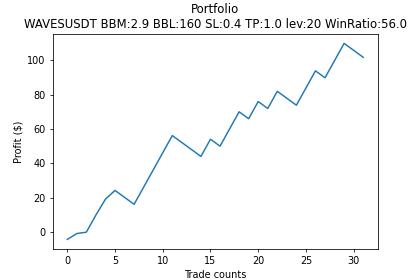 Portfolio
WAVESUSDT BBM:2.9 BBL:160 SL:0.4 TP:1.0 lev:20 WinRatio:56.0
Profit ($)
100
80
60
40
20
0
0 5 10 15 20 25 30
Trade counts